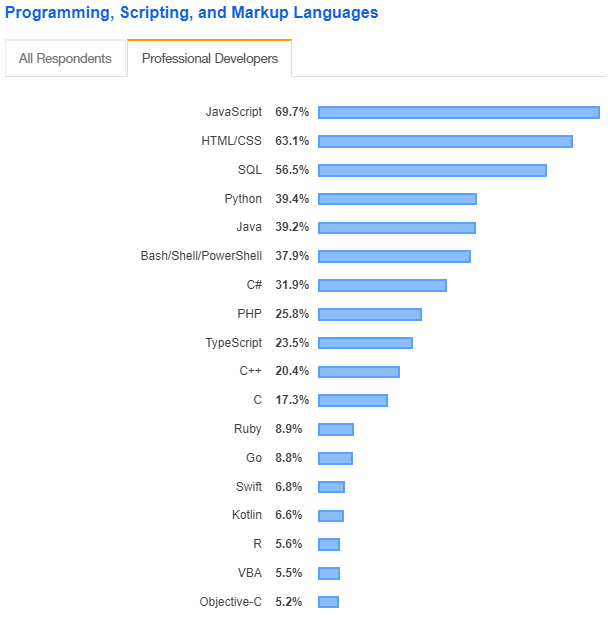 Programming, Scripting, and Markup Languages
All Respondents Professional Developers
JavaScript 69.7%
HTML/CSS 63.1%
SQL 56.5%
Python 39.4%
Java 39.2%
Bash/Shell/PowerShell 37.9%
C# 31.9%
PHP 25.8%
TypeScript 23.5%
C++ 20.4%
C 17.3%
Ruby 8.9%
Go 8.8%
Swift 6.8%
Kotlin 6.6%
R 5.6%
VBA 5.5%
Objective-C 5.2%